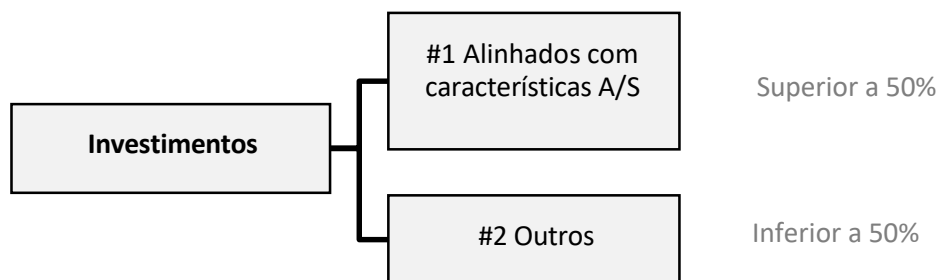 #1 Alinhados com
características A/S
Superior a 50%
Investimentos
#2 Outros
Inferior a 50%